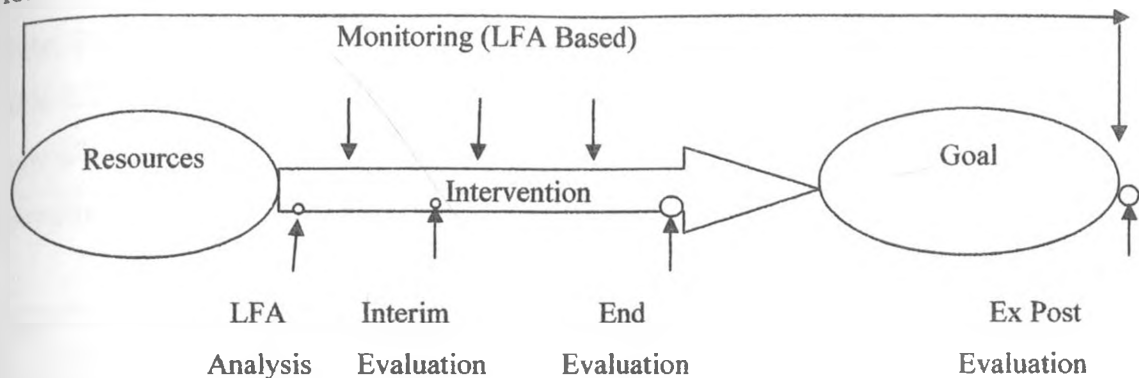 Monitoring (LFA Based)
Resources
Goal
Intervention
LFA Interim End Ex Post
Analysis Evaluation Evaluation Evaluation